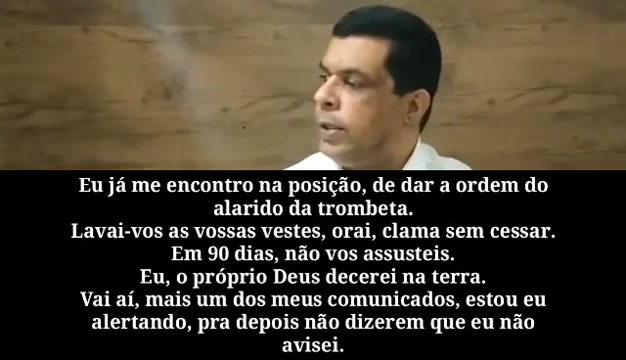 Eu já me encontro na posição, de dar a ordem do
alarido da trombeta.
Lavai-vos as vossas vestes, orai, clama sem cessar.
Em 90 dias, não vos assusteis.
Eu, o próprio Deus decerei na terra.
Vai aí, mais um dos meus comunicados, estou eu
alertando, pra depois não dizerem que eu não
avisei.